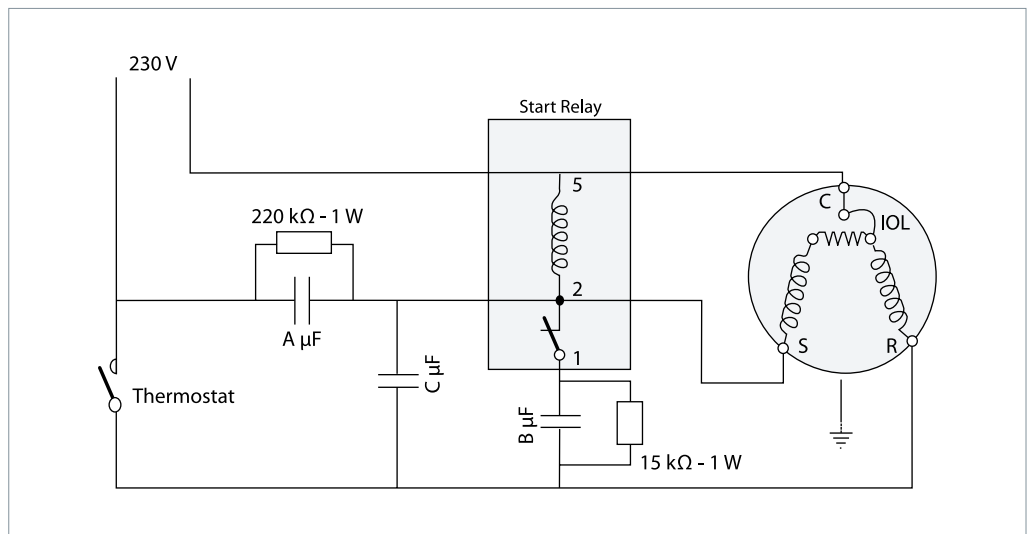 230 V
Start Relay
5
C
IOL
220 kΩ - 1 W
2
A µF
S
R
1
C µF
Thermostat
B µF
15 kΩ - 1 W